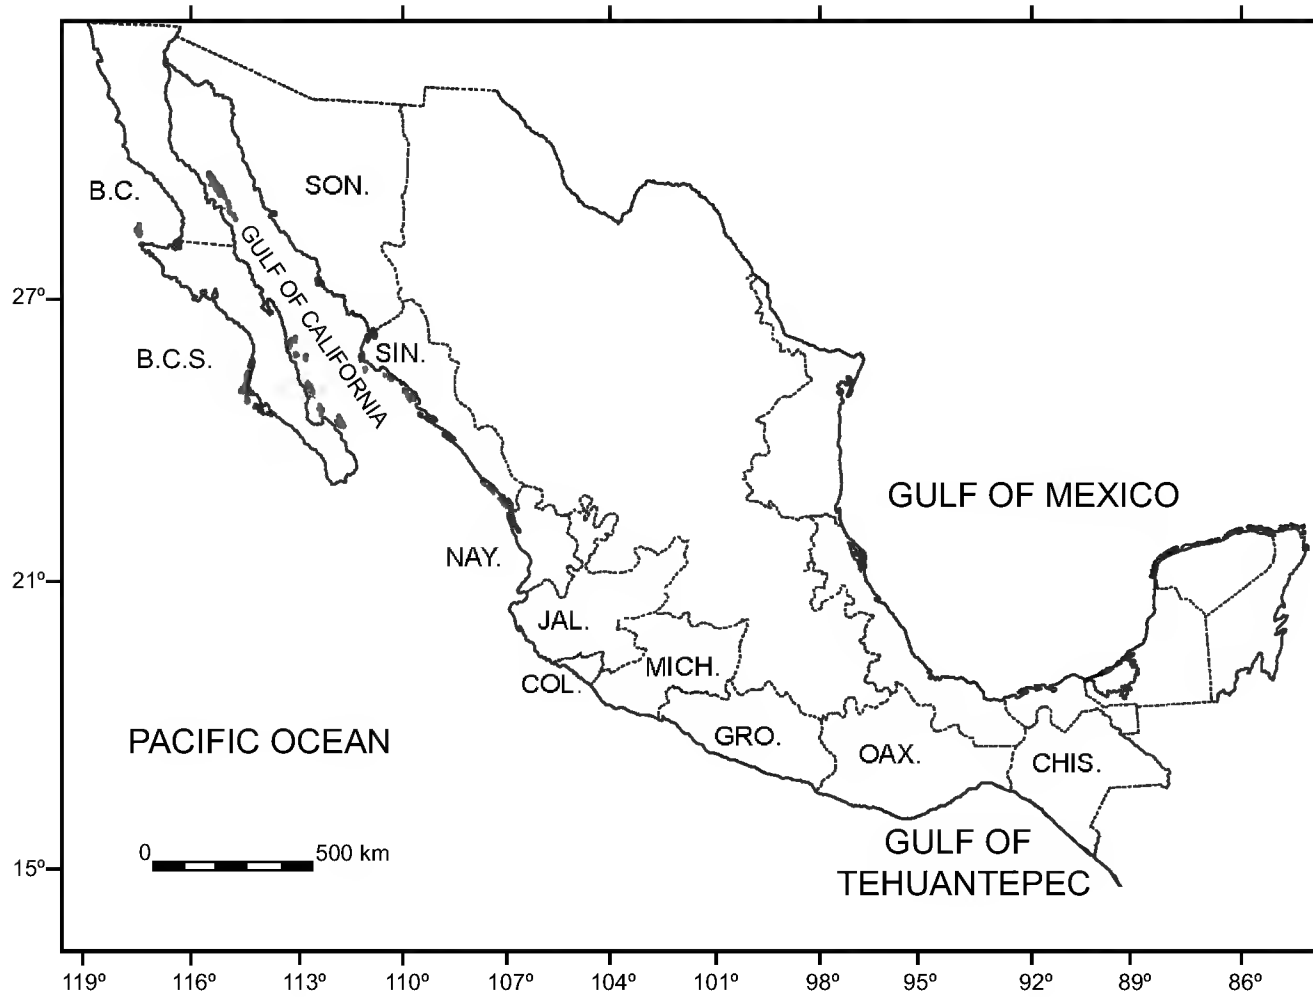 B.C.
SON.
27º
GULF OF CALIFORNIA
B.C.S.
SIN.
GULF OF MEXICO
NAY.
21º
JAL.
MICH.
COL.
GRO.
PACIFIC OCEAN
OAX.
CHIS.
0 500 km
15º
GULF OF
TEHUANTEPEC
119º 116º 113º 110º 107º 104º 101º 98º 95º 92º 89º 86º